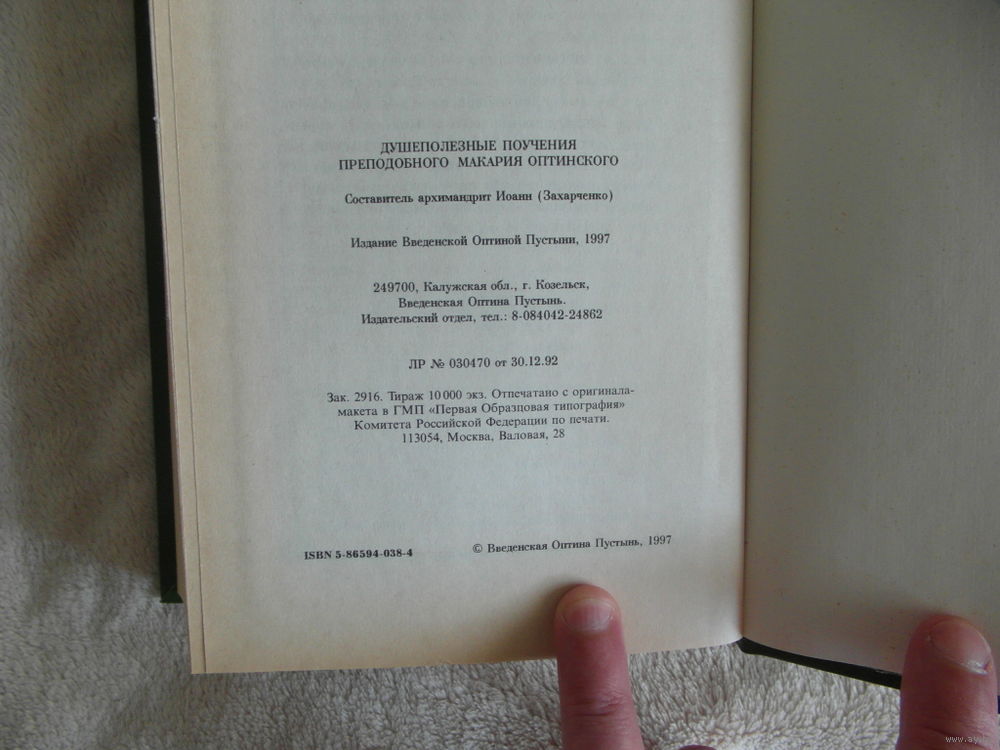 ДУШЕПОЛЕЗНЫЕ ПОУЧЕНИЯ
ПРЕПОДОБНОГО МАКАРИЯ ОПТИНСКОГО
Составитель архимандрит Иоанн (Захарченко)
Издание Введенской Оптиной Пустыни, 1997
249700, Калужская обл., г. Козельск,
Введенская Оптина Пустынь.
Издательский отдел, тел.: 8-084042-24862
ЛР № 030470 от 30.12.92
Зак. 2916. Тираж 10 000 экз. Отпечатано с оригинала-
макета в ГМП «Первая Образцовая типография»
Комитета Российской Федерации по печати.
113054, Москва, Валовая, 28
ISBN 5-86594-038-4
© Введенская Оптина Пустынь, 1997